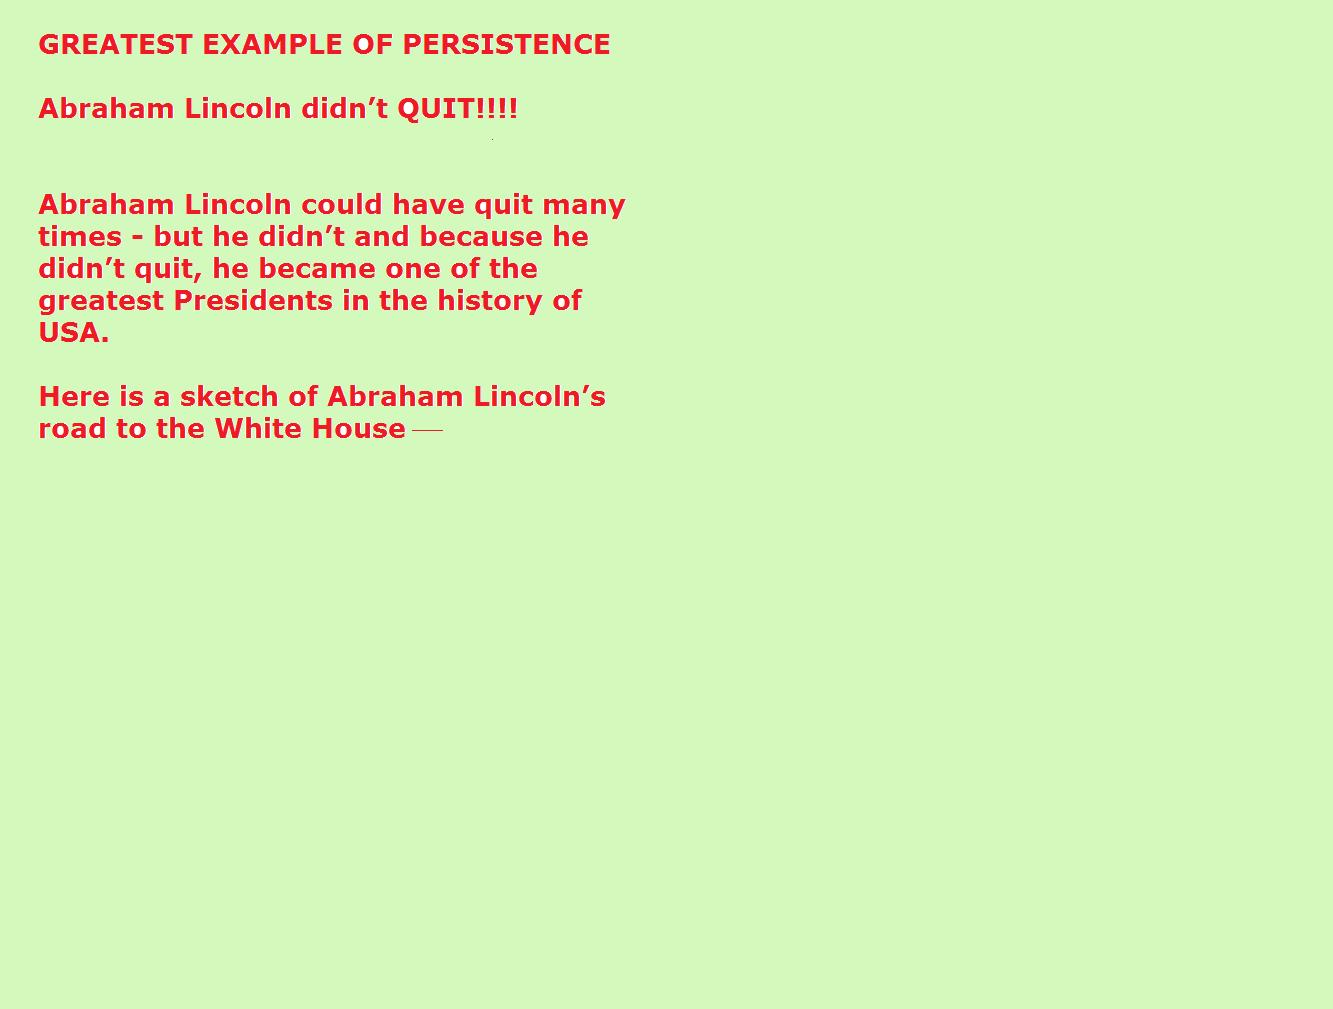 GREATEST EXAMPLE OF PERSISTENCE
Abraham Lincoln didn’t QUIT!!!!
Abraham Lincoln could have quit many
times - but he didn’t and because he
didn’t quit, he became one of the
greatest Presidents in the history of
USA.
Here is a sketch of Abraham Lincoln’s
road to the White House —